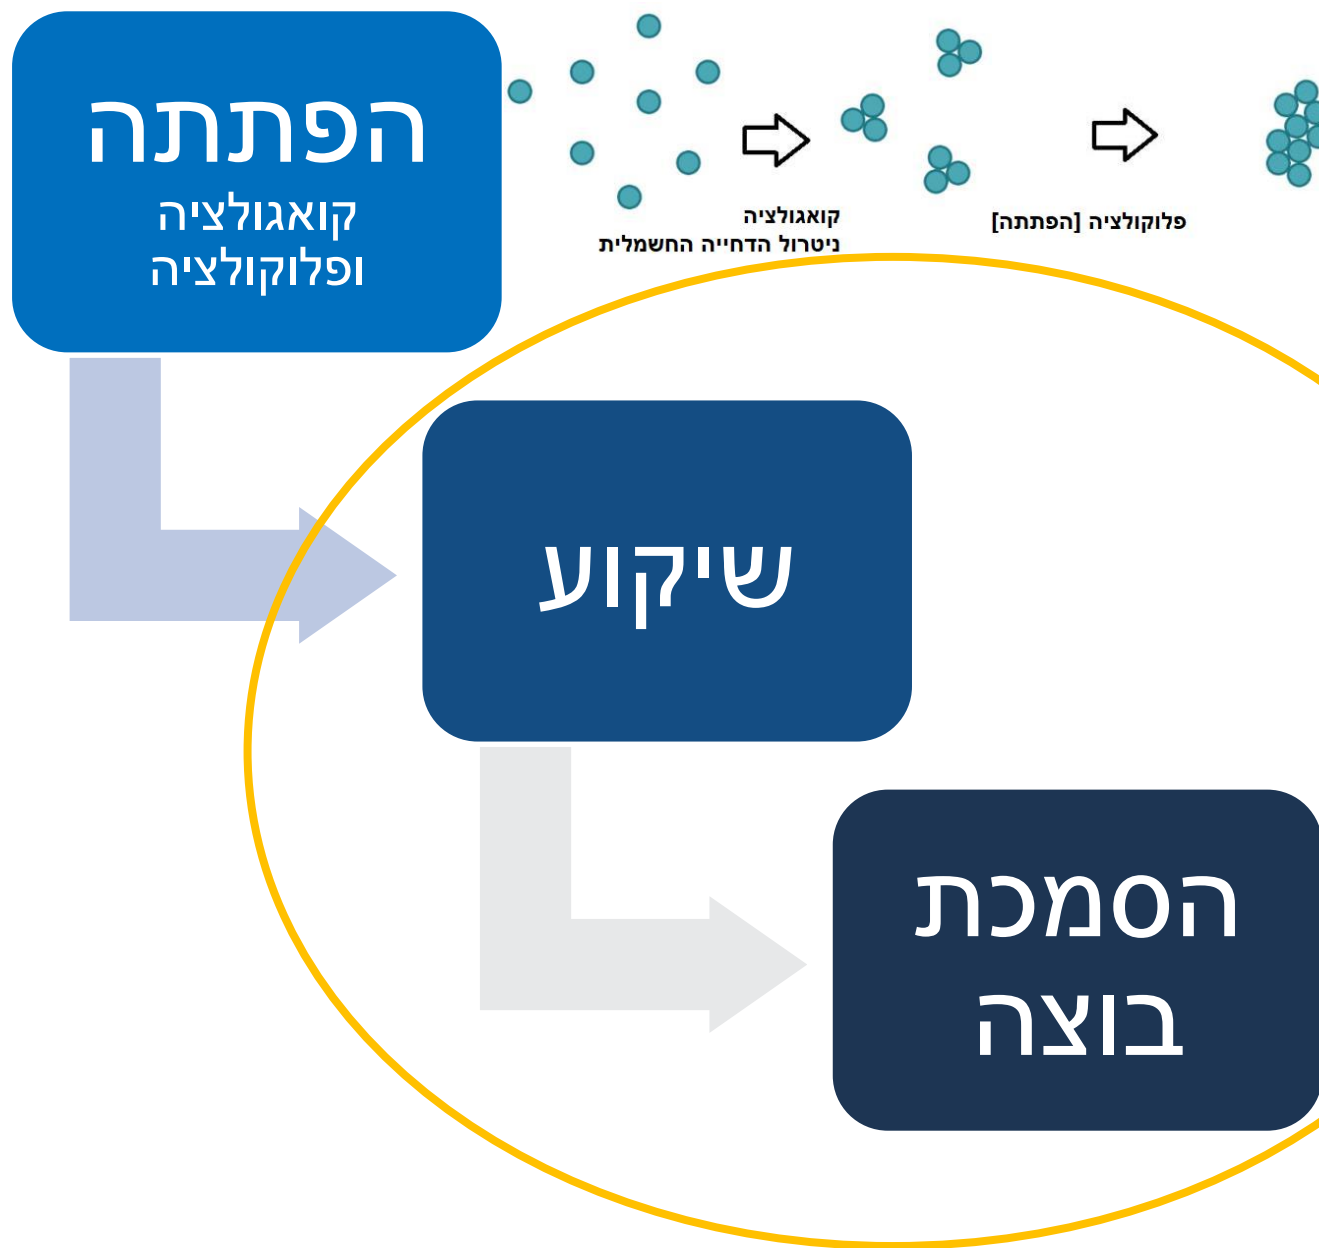 הפתתה
קואגולציה
ופלוקולציה
קואגולציה
ניטרול הדחייה החשמלית
פלוקולציה [הפתתה]
שיקוע
הסמכת
בוצה